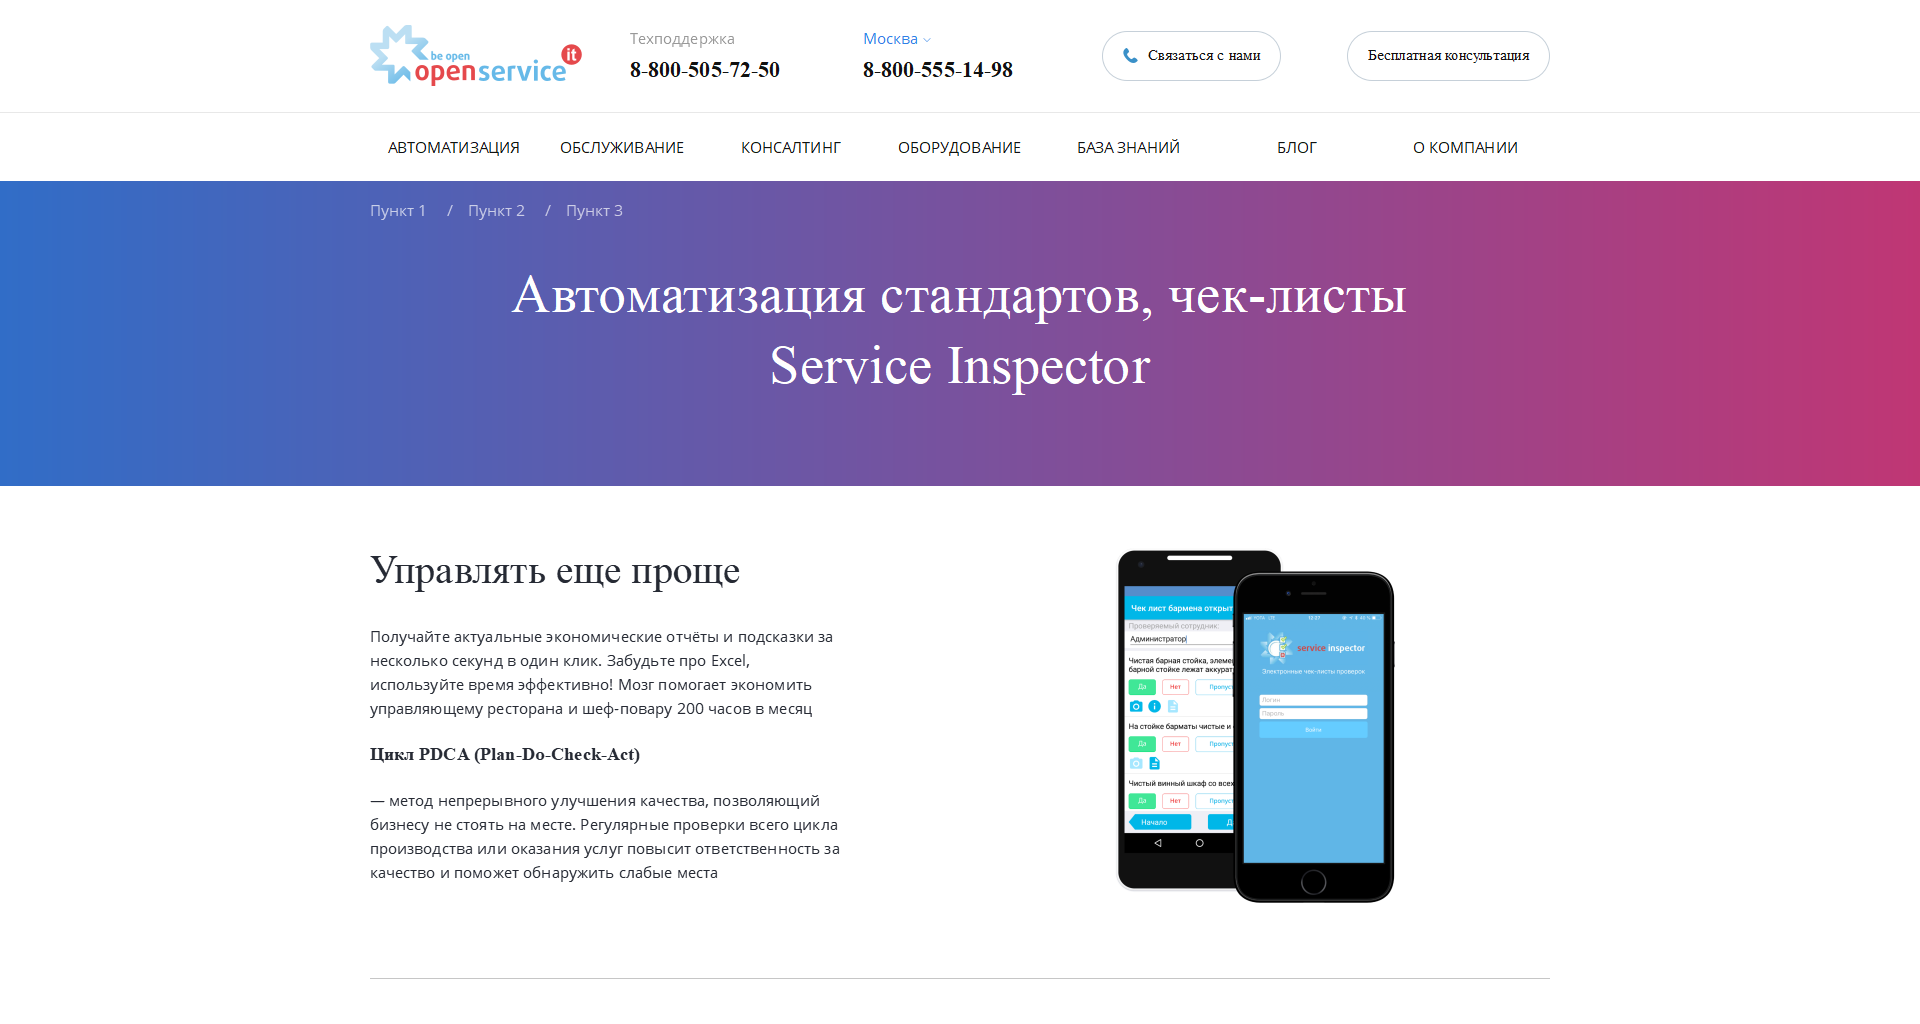 be open
openservice
it
Техподдержка
8-800-505-72-50
Москва
8-800-555-14-98
Связаться с нами
Бесплатная консультация
АВТОМАТИЗАЦИЯ
ОБСЛУЖИВАНИЕ
КОНСАЛТИНГ
ОБОРУДОВАНИЕ
БАЗА ЗНАНИЙ
БЛОГ
О КОМПАНИИ
Пункт 1 / Пункт 2 / Пункт 3
Автоматизация стандартов, чек-листы
Service Inspector
Управлять еще проще
Получайте актуальные экономические отчёты и подсказки за
несколько секунд в один клик. Забудьте про Excel,
используйте время эффективно! Мозг помогает экономить
управляющему ресторана и шеф-повару 200 часов в месяц
Цикл PDCA (Plan-Do-Check-Act)
— метод непрерывного улучшения качества, позволяющий
бизнесу не стоять на месте. Регулярные проверки всего цикла
производства или оказания услуг повысит ответственность за
качество и поможет обнаружить слабые места
Чек лист бармена открыт
Проверяемый сотрудник:
Администратор
Чистая барная стойка, элеме
барной стойке лежат аккурат
Да Нет Пропус
На стойке барматы чистые и
Да Нет Пропус
Чистый винный шкаф со всех
Да Нет Пропус
Начало Д
service inspector
Электронные чек-листы проверок
Логин
Пароль
Войти